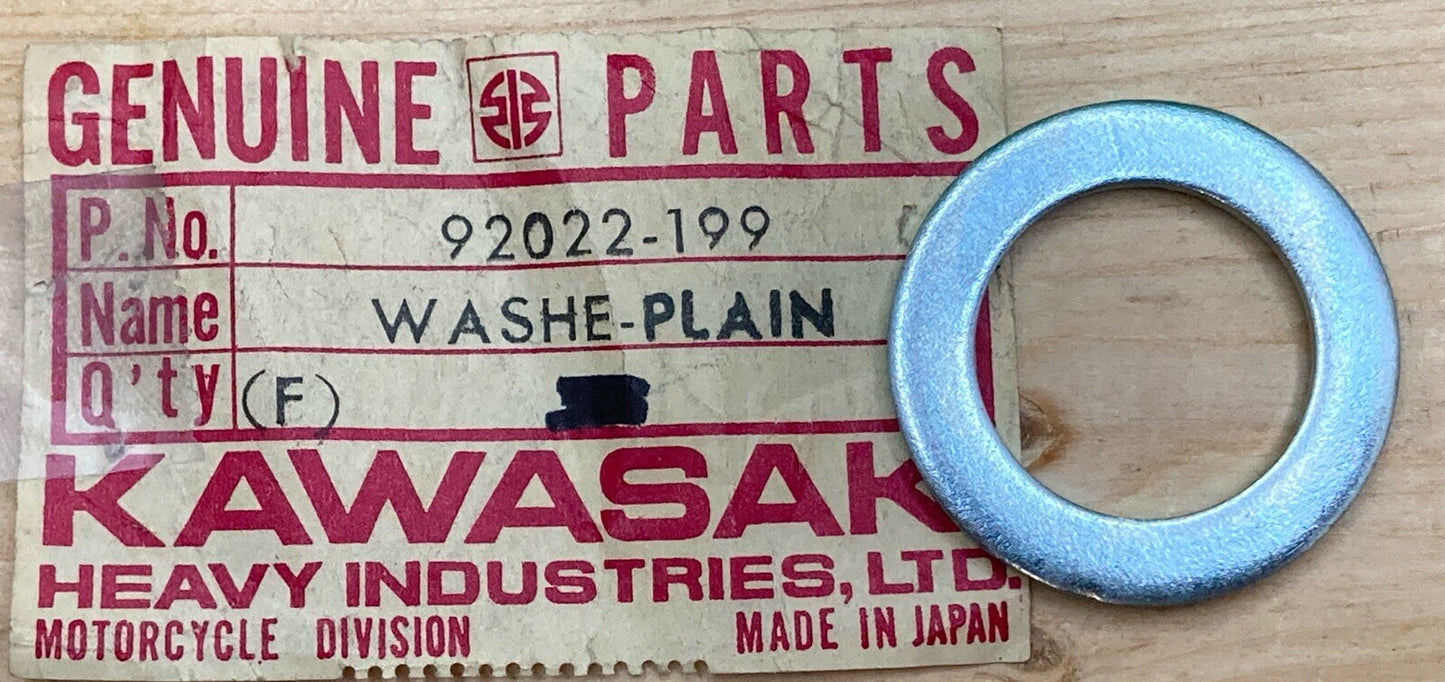 GENUINE PARTS
P. No. 92022-199
Name WASHE-PLAIN
Q'ty (F)
KAWASAK
HEAVY INDUSTRIES, LTD.
MOTORCYCLE DIVISION MADE IN JAPAN